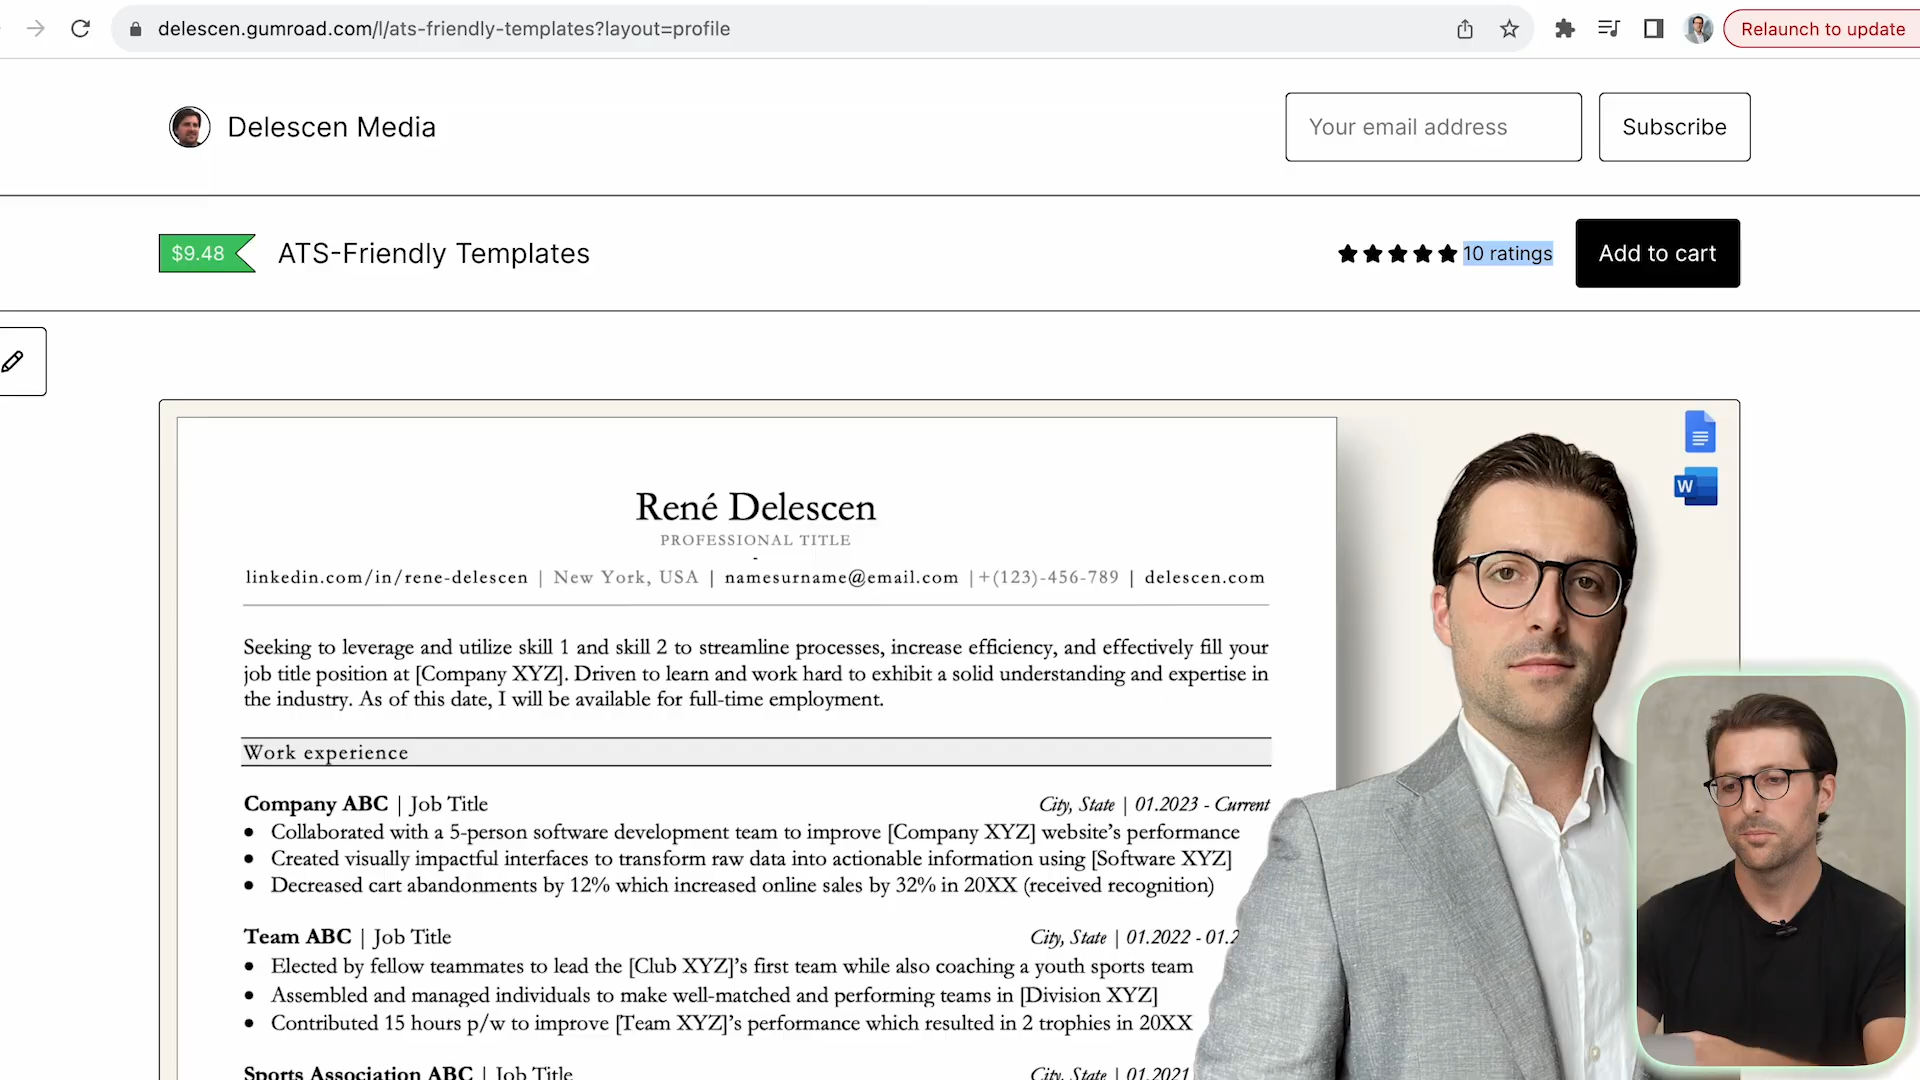 delescen.gumroad.com/l/ats-friendly-templates?layout=profile
Relaunch to update
Delescen Media
Your email address
Subscribe
$9.48
ATS-Friendly Templates
10 ratings
Add to cart
W
René Delescen
PROFESSIONAL TITLE
-
linkedin.com/in/rene-delescen | New York, USA | namesurname@email.com |+(123)-456-789 | delescen.com
Seeking to leverage and utilize skill 1 and skill 2 to streamline processes, increase efficiency, and effectively fill your
job title position at [Company XYZ]. Driven to learn and work hard to exhibit a solid understanding and expertise in
the industry. As of this date, I will be available for full-time employment.
Work experience
Company ABC | Job Title City, State | 01.2023 - Current
• Collaborated with a 5-person software development team to improve [Company XYZ] website's performance
• Created visually impactful interfaces to transform raw data into actionable information using [Software XYZ]
• Decreased cart abandonments by 12% which increased online sales by 32% in 20XX (received recognition)
Team ABC | Job Title City, State | 01.2022 - 01.2
• Elected by fellow teammates to lead the [Club XYZ]'s first team while also coaching a youth sports team
• Assembled and managed individuals to make well-matched and performing teams in [Division XYZ]
• Contributed 15 hours p/w to improve [Team XYZ]'s performance which resulted in 2 trophies in 20XX
Sports Association ABC | Job Title City, State | 01.2021